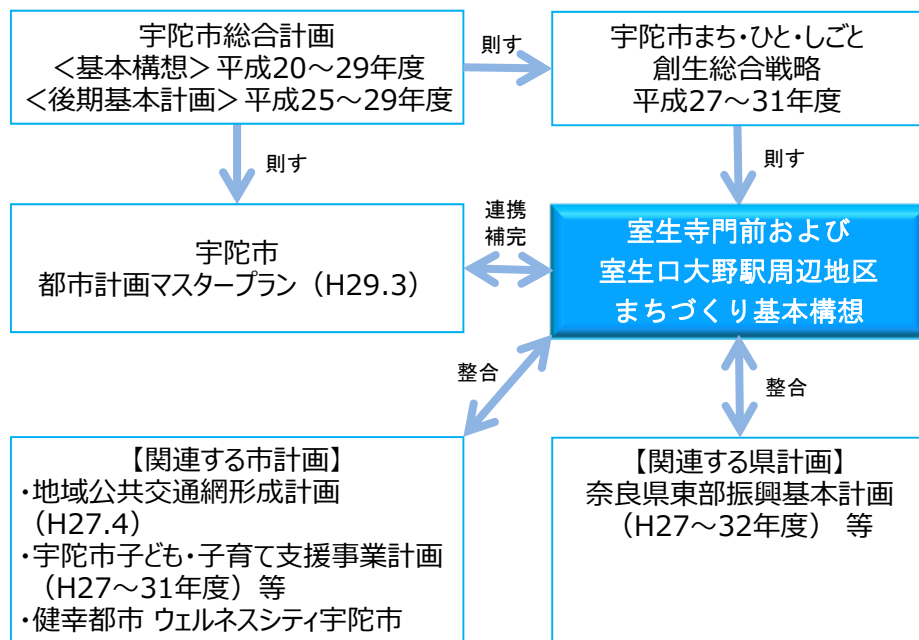 宇陀市総合計画
＜基本構想＞平成20～29年度
＜後期基本計画＞平成25～29年度
則す
宇陀市まち・ひと・しごと
創生総合戦略
平成27～31年度
則す
則す
宇陀市
都市計画マスタープラン（H29.3）
連携
補完
室生寺門前および
室生口大野駅周辺地区
まちづくり基本構想
整合
整合
【関連する市計画】
・地域公共交通網形成計画
（H27.4）
・宇陀市子ども・子育て支援事業計画
（H27～31年度）等
・健幸都市 ウェルネスシティ宇陀市
【関連する県計画】
奈良県東部振興基本計画
（H27～32年度） 等